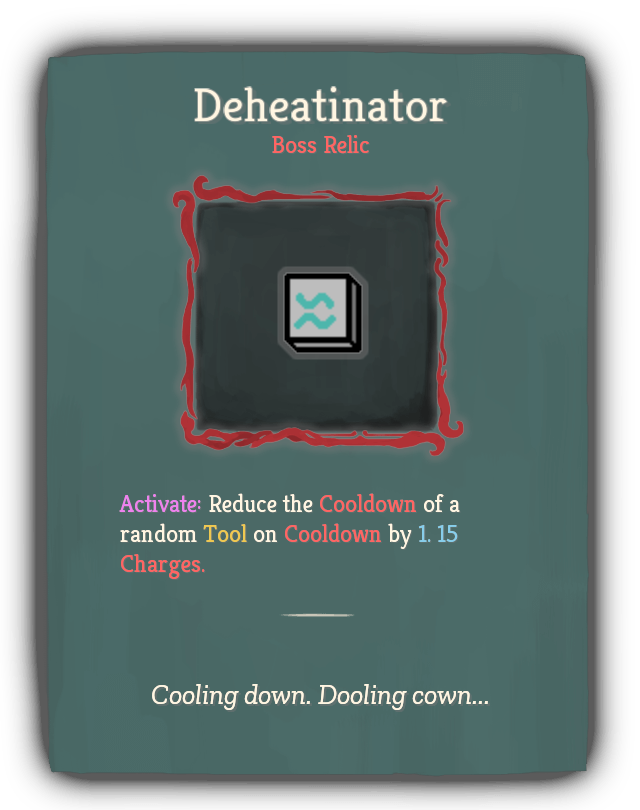 Deheatinator
Boss Relic
Activate: Reduce the Cooldown of a
random Tool on Cooldown by 1. 15
Charges.
Cooling down. Dooling cown...